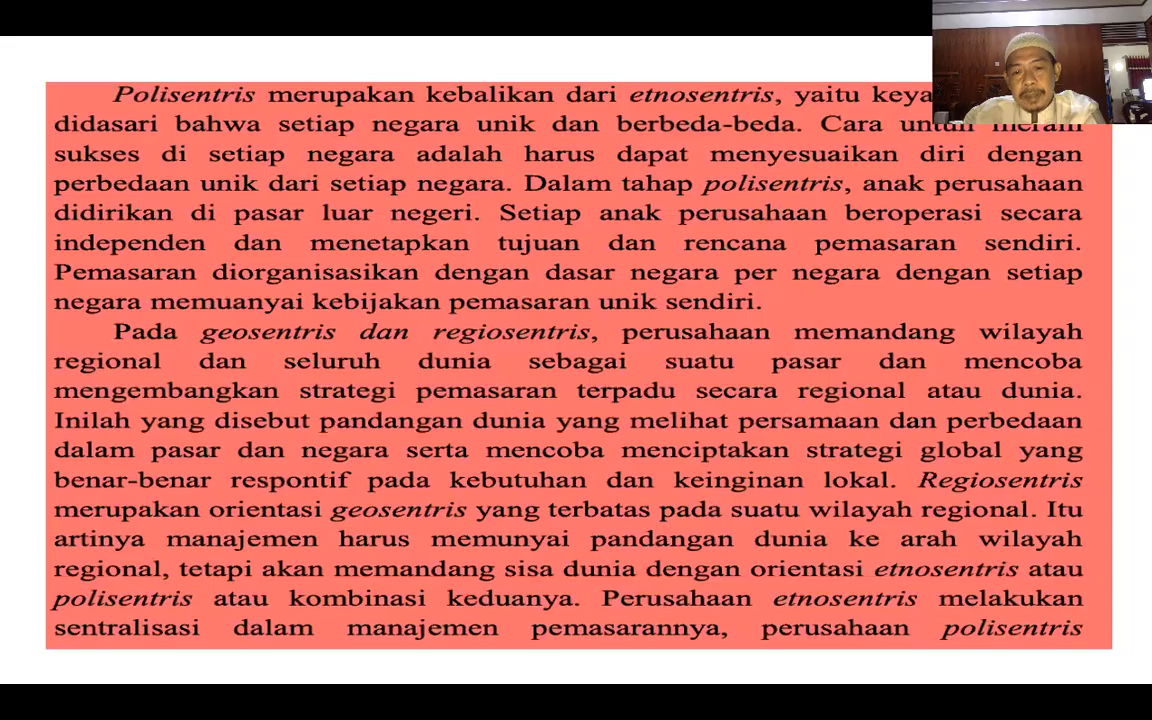 Polisentris merupakan kebalikan dari etnosentris, yaitu
didasari bahwa setiap negara unik dan berbeda-beda. Cara untuk meraih
sukses di setiap negara adalah harus dapat menyesuaikan diri dengan
perbedaan unik dari setiap negara. Dalam tahap polisentris, anak perusahaan
didirikan di pasar luar negeri. Setiap anak perusahaan beroperasi secara
independen dan menetapkan tujuan dan rencana pemasaran sendiri.
Pemasaran diorganisasikan dengan dasar negara per negara dengan setiap
negara memuanyai kebijakan pemasaran unik sendiri.
Pada geosentris dan regiosentris, perusahaan memandang wilayah
regional dan seluruh dunia sebagai suatu pasar dan mencoba
mengembangkan strategi pemasaran terpadu secara regional atau dunia.
Inilah yang disebut pandangan dunia yang melihat persamaan dan perbedaan
dalam pasar dan negara serta mencoba menciptakan strategi global yang
benar-benar respontif pada kebutuhan dan keinginan lokal. Regiosentris
merupakan orientasi geosentris yang terbatas pada suatu wilayah regional. Itu
artinya manajemen harus memunyai pandangan dunia ke arah wilayah
regional, tetapi akan memandang sisa dunia dengan orientasi etnosentris atau
polisentris atau kombinasi keduanya. Perusahaan etnosentris melakukan
sentralisasi dalam manajemen pemasarannya, perusahaan polisentris